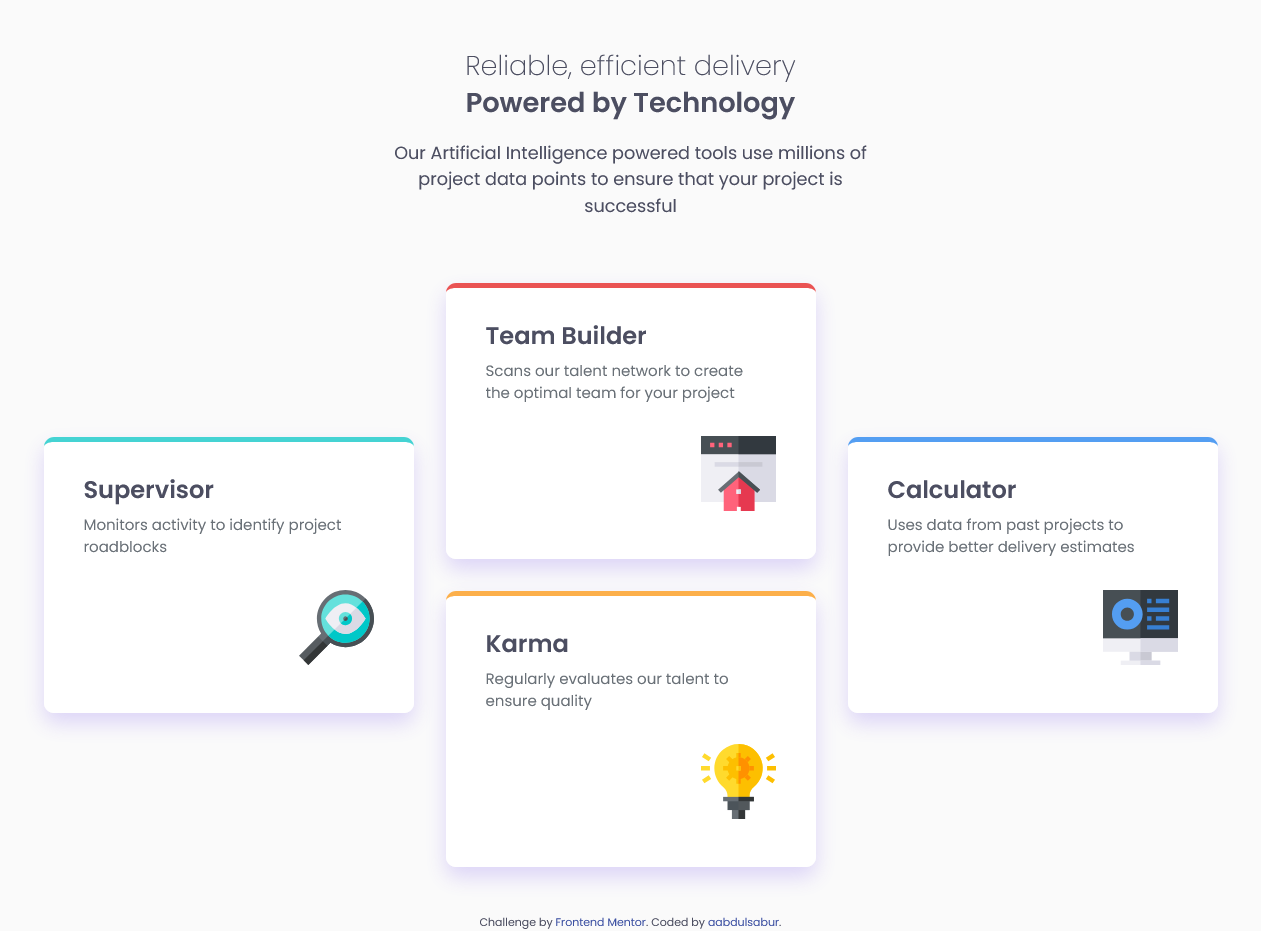 Reliable, efficient delivery
Powered by Technology
Our Artificial Intelligence powered tools use millions of
project data points to ensure that your project is
successful
Team Builder
Scans our talent network to create
the optimal team for your project
Supervisor
Monitors activity to identify project
roadblocks
Calculator
Uses data from past projects to
provide better delivery estimates
Karma
Regularly evaluates our talent to
ensure quality
Challenge by Frontend Mentor. Coded by aabdulsabur.